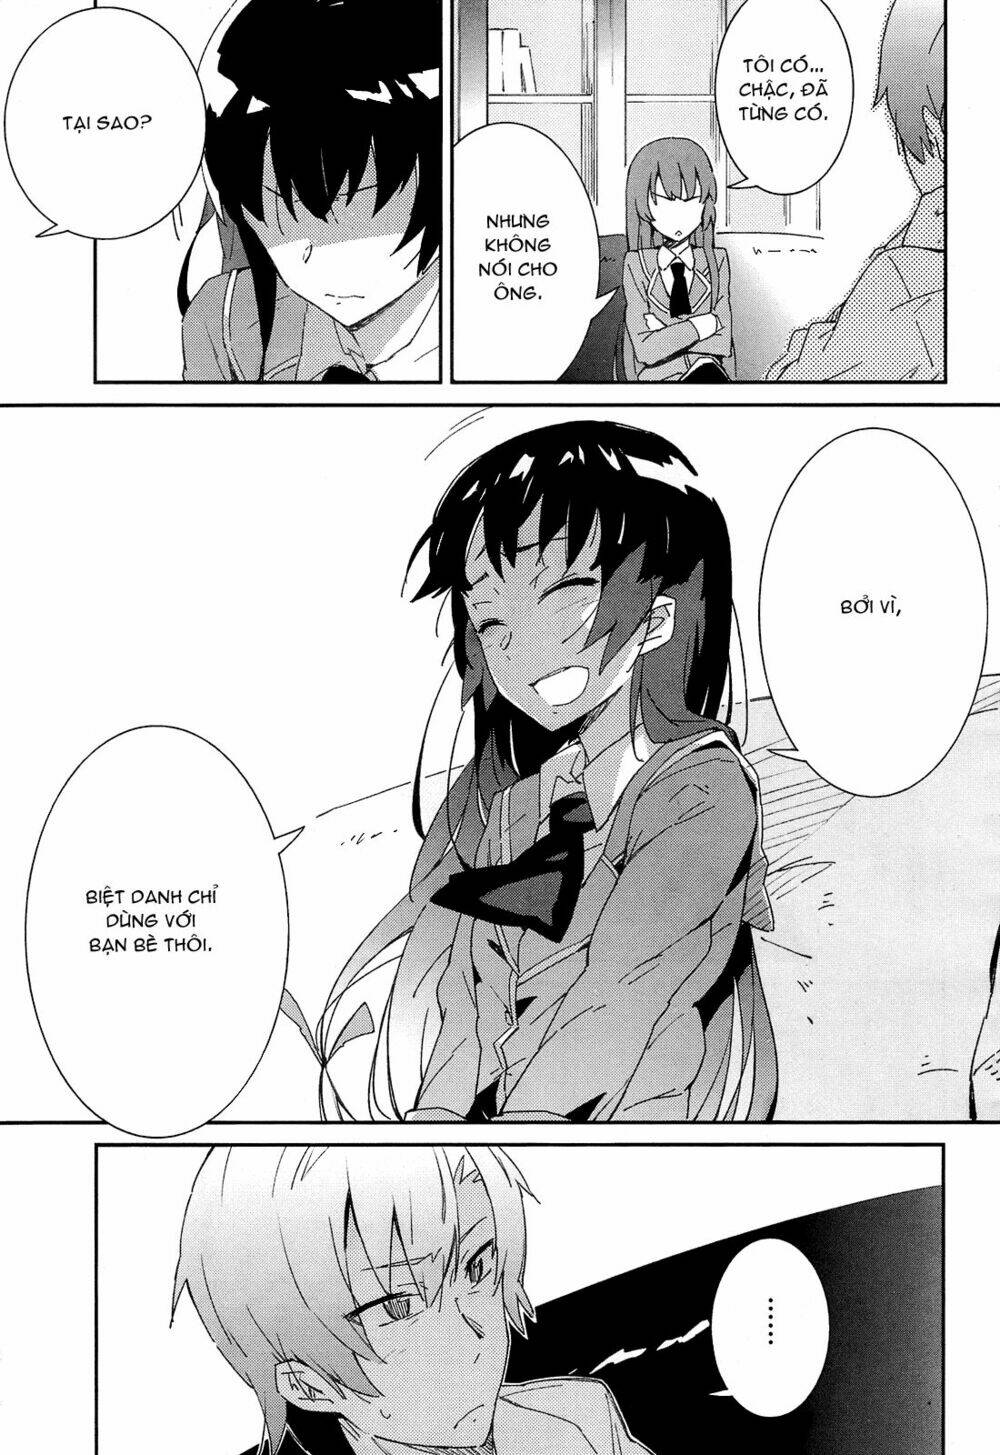 TÔI CÓ...
CHẬC, ĐÃ
TỪNG CÓ.
NHƯNG
KHÔNG
NÓI CHO
ÔNG.
TẠI SAO?
BỞI VÌ,
BIỆT DANH CHỈ
DÙNG VỚI
BẠN BÈ THÔI.
......